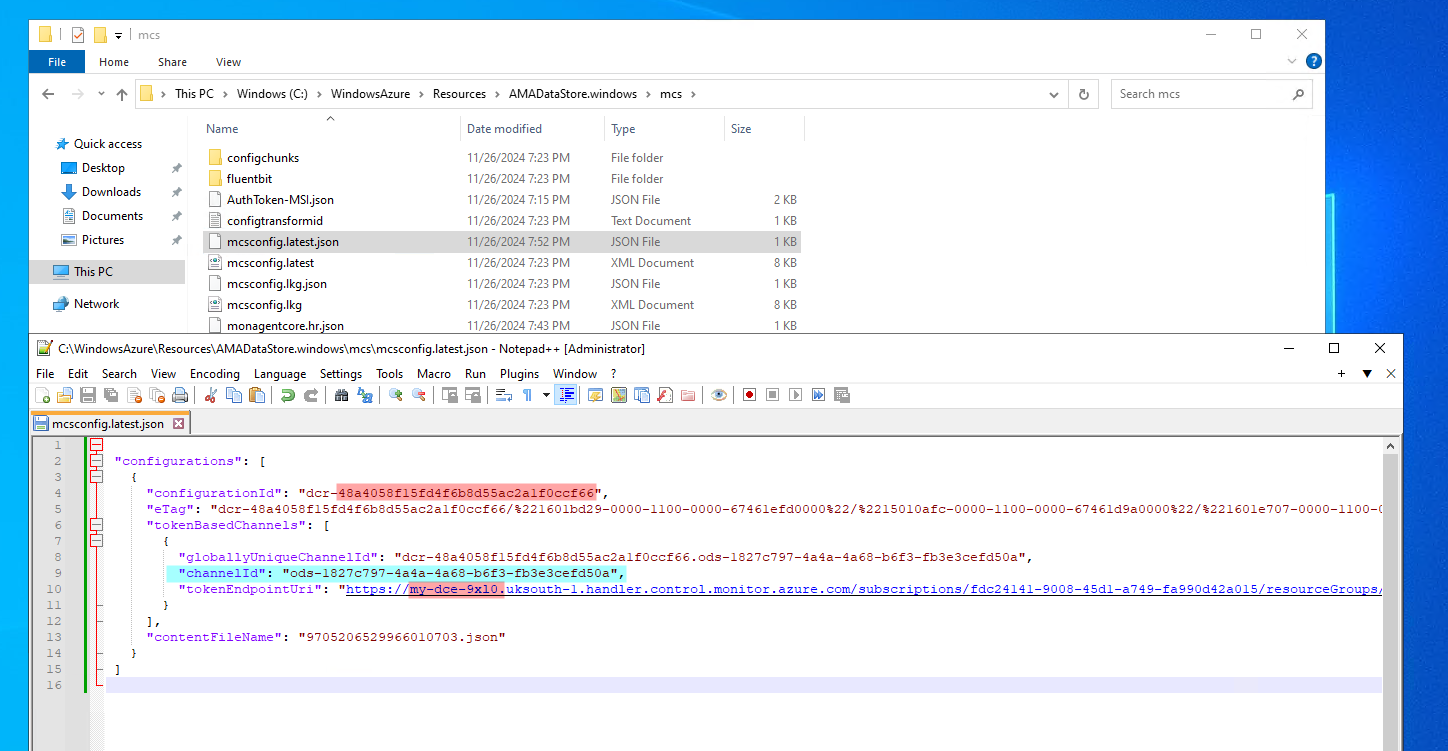 mcs
File Home Share View
This PC Windows (C:) WindowsAzure Resources AMADataStore.windows mcs Search mcs
Name Date modified Type Size
Quick access
Desktop
Downloads
Documents
Pictures
This PC
Network
configchunks 11/26/2024 7:23 PM File folder
fluentbit 11/26/2024 7:23 PM File folder
AuthToken-MSI.json 11/26/2024 7:15 PM JSON File 2 KB
configtransformid 11/26/2024 7:23 PM Text Document 1 KB
mcsconfig.latest.json 11/26/2024 7:52 PM JSON File 1 KB
mcsconfig.latest 11/26/2024 7:23 PM XML Document 8 KB
mcsconfig.lkg.json 11/26/2024 7:23 PM JSON File 1 KB
mcsconfig.lkg 11/26/2024 7:23 PM XML Document 8 KB
monagentcore.hr.json 11/26/2024 7:43 PM JSON File 1 KB
C:\WindowsAzure\Resources\AMADataStore.windows\mcs\mcsconfig.latest.json - Notepad++ [Administrator]
File Edit Search View Encoding Language Settings Tools Macro Run Plugins Window ?
mcsconfig.latest.json
1
2 "configurations": [
3 {
4 "configurationId": "dcr-48a4058f15fd4f6b8d55ac2a1f0ccf66",
5 "eTag": "dcr-48a4058f15fd4f6b8d55ac2a1f0ccf66/%221601bd29-0000-1100-0000-67461efd0000%22/%2215010afc-0000-1100-0000-67461d9a0000%22/%221601e707-0000-1100-0
6 "tokenBasedChannels": [
7 {
8 "globallyUniqueChannelId": "dcr-48a4058f15fd4f6b8d55ac2a1f0ccf66.ods-1827c797-4a4a-4a68-b6f3-fb3e3cefd50a",
9 "channelId": "ods-1827c797-4a4a-4a68-b6f3-fb3e3cefd50a",
10 "tokenEndpointUri": "https://my-dce-9xl0.uksouth-1.handler.control.monitor.azure.com/subscriptions/fdc24141-9008-45d1-a749-fa990d42a015/resourceGroups/
11 }
12 ],
13 "contentFileName": "9705206529966010703.json"
14 }
15 ]
16